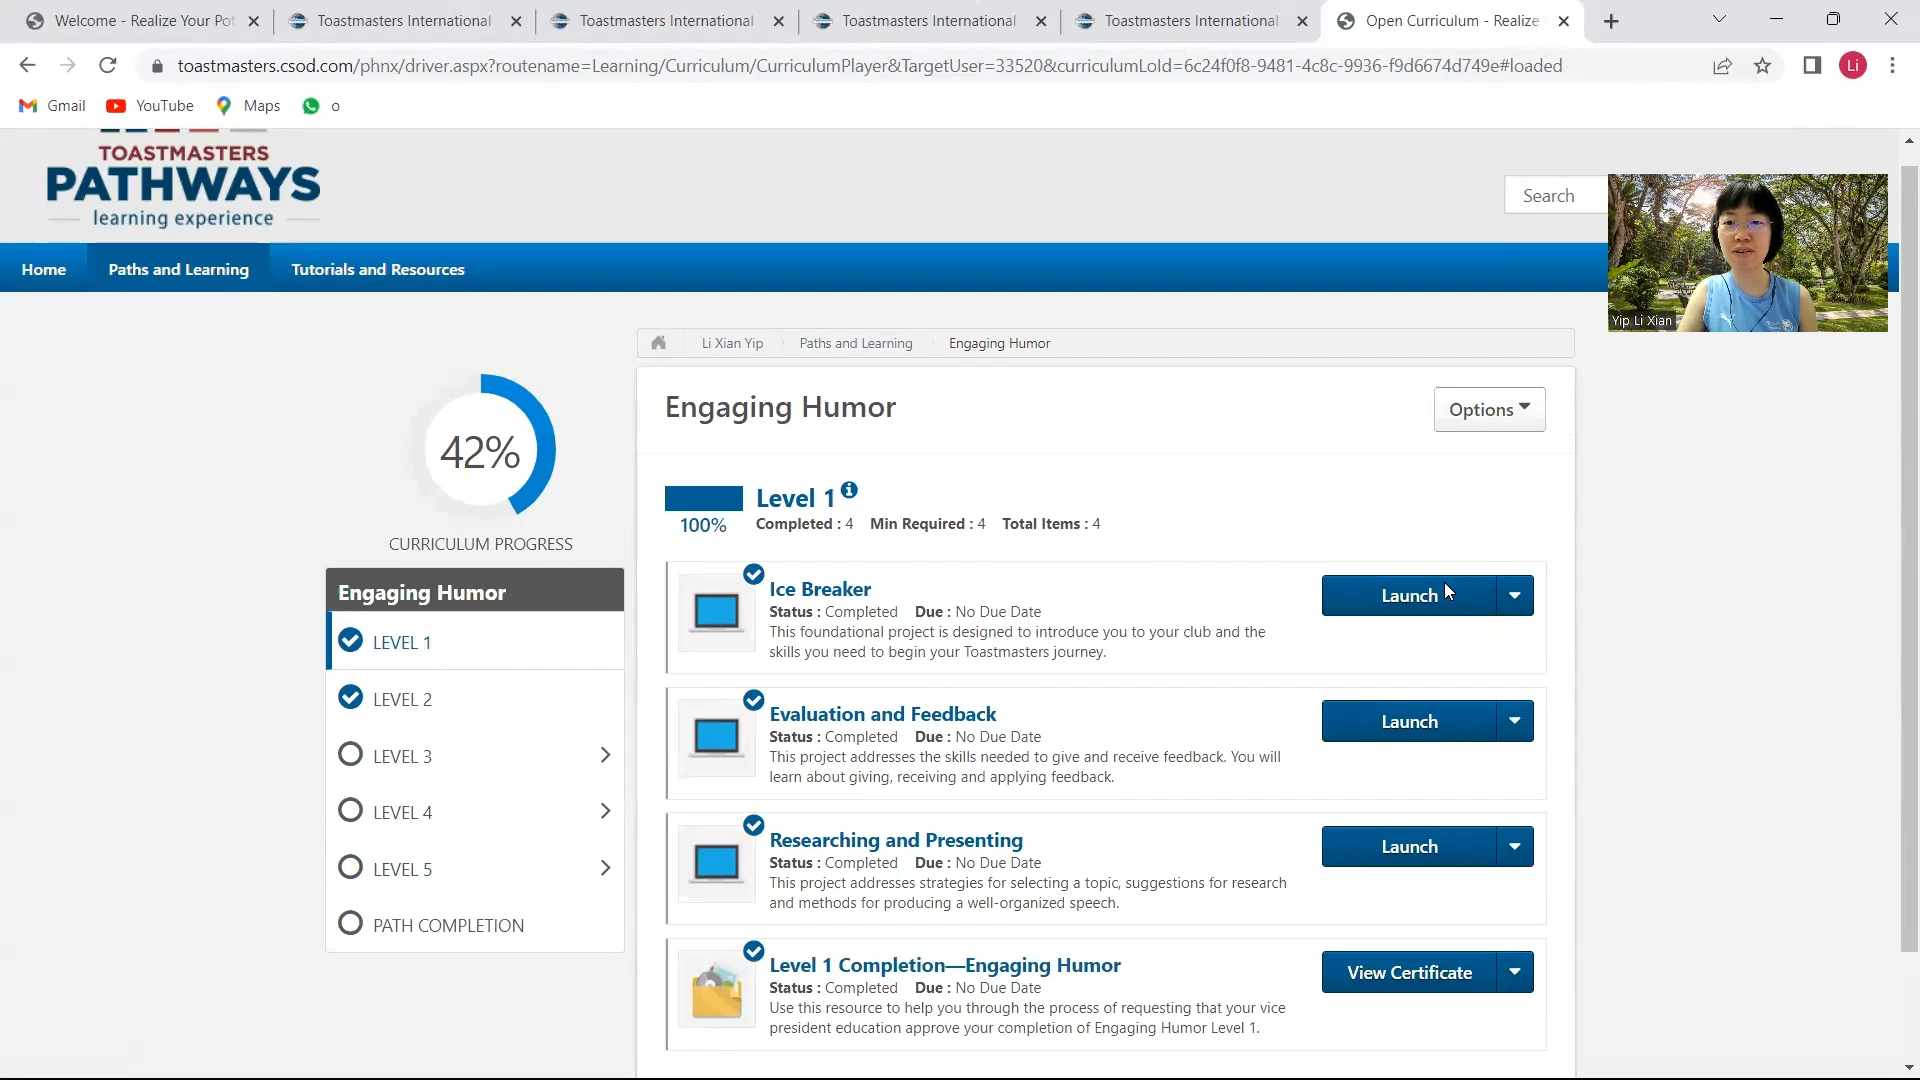 Welcome - Realize Your Pot
Toastmasters International
Toastmasters International
Toastmasters International
Toastmasters International
Open Curriculum - Realize
toastmasters.csod.com/phnx/driver.aspx?routename=Learning/Curriculum/CurriculumPlayer&TargetUser=33520&curriculumLoId=6c24f0f8-9481-4c8c-9936-f9d6674d749e#loaded
Li
Gmail
YouTube
Maps
o
TOASTMASTERS
PATHWAYS
learning experience
Search
Home
Paths and Learning
Tutorials and Resources
Yip Li Xian
Li Xian Yip
Paths and Learning
Engaging Humor
42%
CURRICULUM PROGRESS
Engaging Humor
LEVEL 1
LEVEL 2
LEVEL 3
LEVEL 4
LEVEL 5
PATH COMPLETION
Engaging Humor
Options
Level 1
100%
Completed : 4 Min Required : 4 Total Items : 4
Ice Breaker
Status : Completed Due : No Due Date
This foundational project is designed to introduce you to your club and the
skills you need to begin your Toastmasters journey.
Launch
Evaluation and Feedback
Status : Completed Due : No Due Date
This project addresses the skills needed to give and receive feedback. You will
learn about giving, receiving and applying feedback.
Launch
Researching and Presenting
Status : Completed Due : No Due Date
This project addresses strategies for selecting a topic, suggestions for research
and methods for producing a well-organized speech.
Launch
Level 1 Completion—Engaging Humor
Status : Completed Due : No Due Date
Use this resource to help you through the process of requesting that your vice
president education approve your completion of Engaging Humor Level 1.
View Certificate